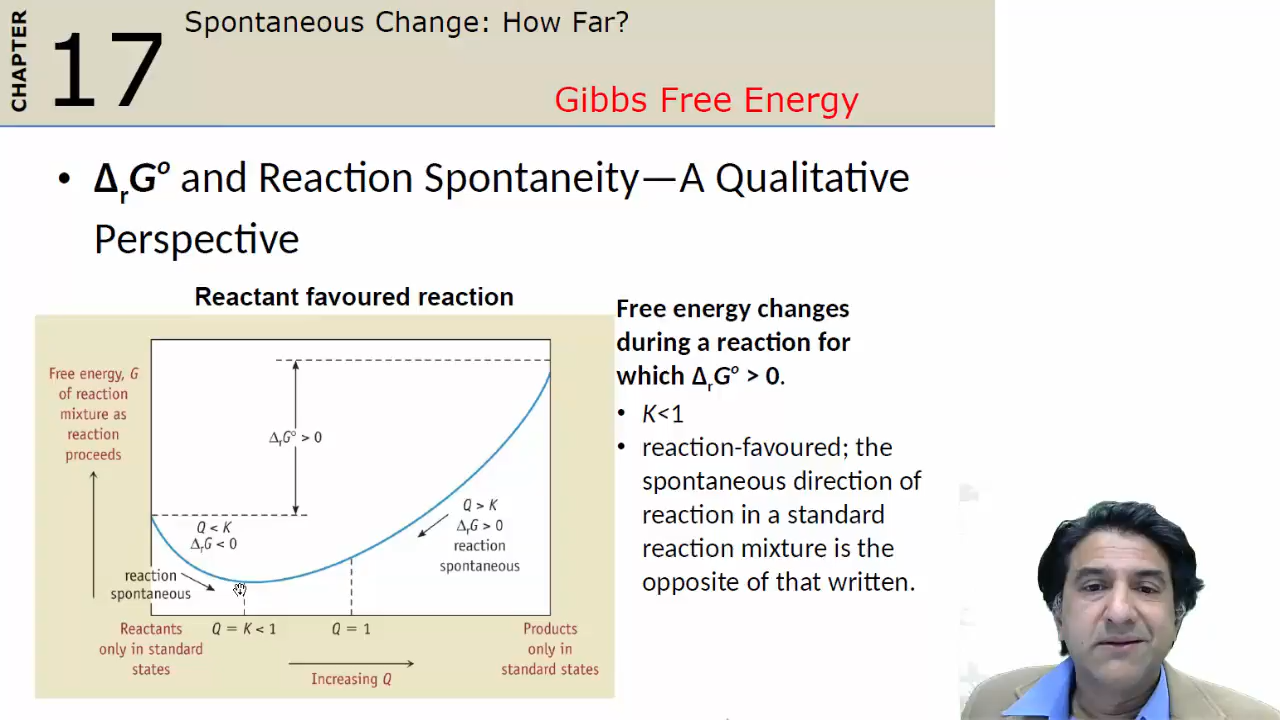 CHAPTER
17
Spontaneous Change: How Far?
Gibbs Free Energy
• ΔrGº and Reaction Spontaneity—A Qualitative
Perspective
Reactant favoured reaction
Free energy, G
of reaction
mixture as
reaction
proceeds
ΔrG° > 0
Q < K
ΔrG < 0
reaction
spontaneous
Q > K
ΔrG > 0
reaction
spontaneous
Reactants
only in standard
states
Q = K < 1
Q = 1
Products
only in
standard states
Increasing Q
Free energy changes
during a reaction for
which ΔrGº > 0.
• K<1
• reaction-favoured; the
spontaneous direction of
reaction in a standard
reaction mixture is the
opposite of that written.